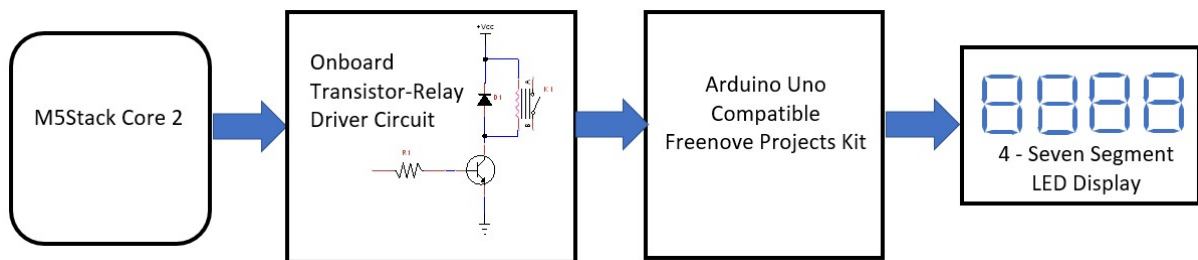 M5Stack Core 2
Onboard
Transistor-Relay
Driver Circuit
+Vcc
D1
A
B
K1
R1
Arduino Uno
Compatible
Freenove Projects Kit
8888
4 - Seven Segment
LED Display